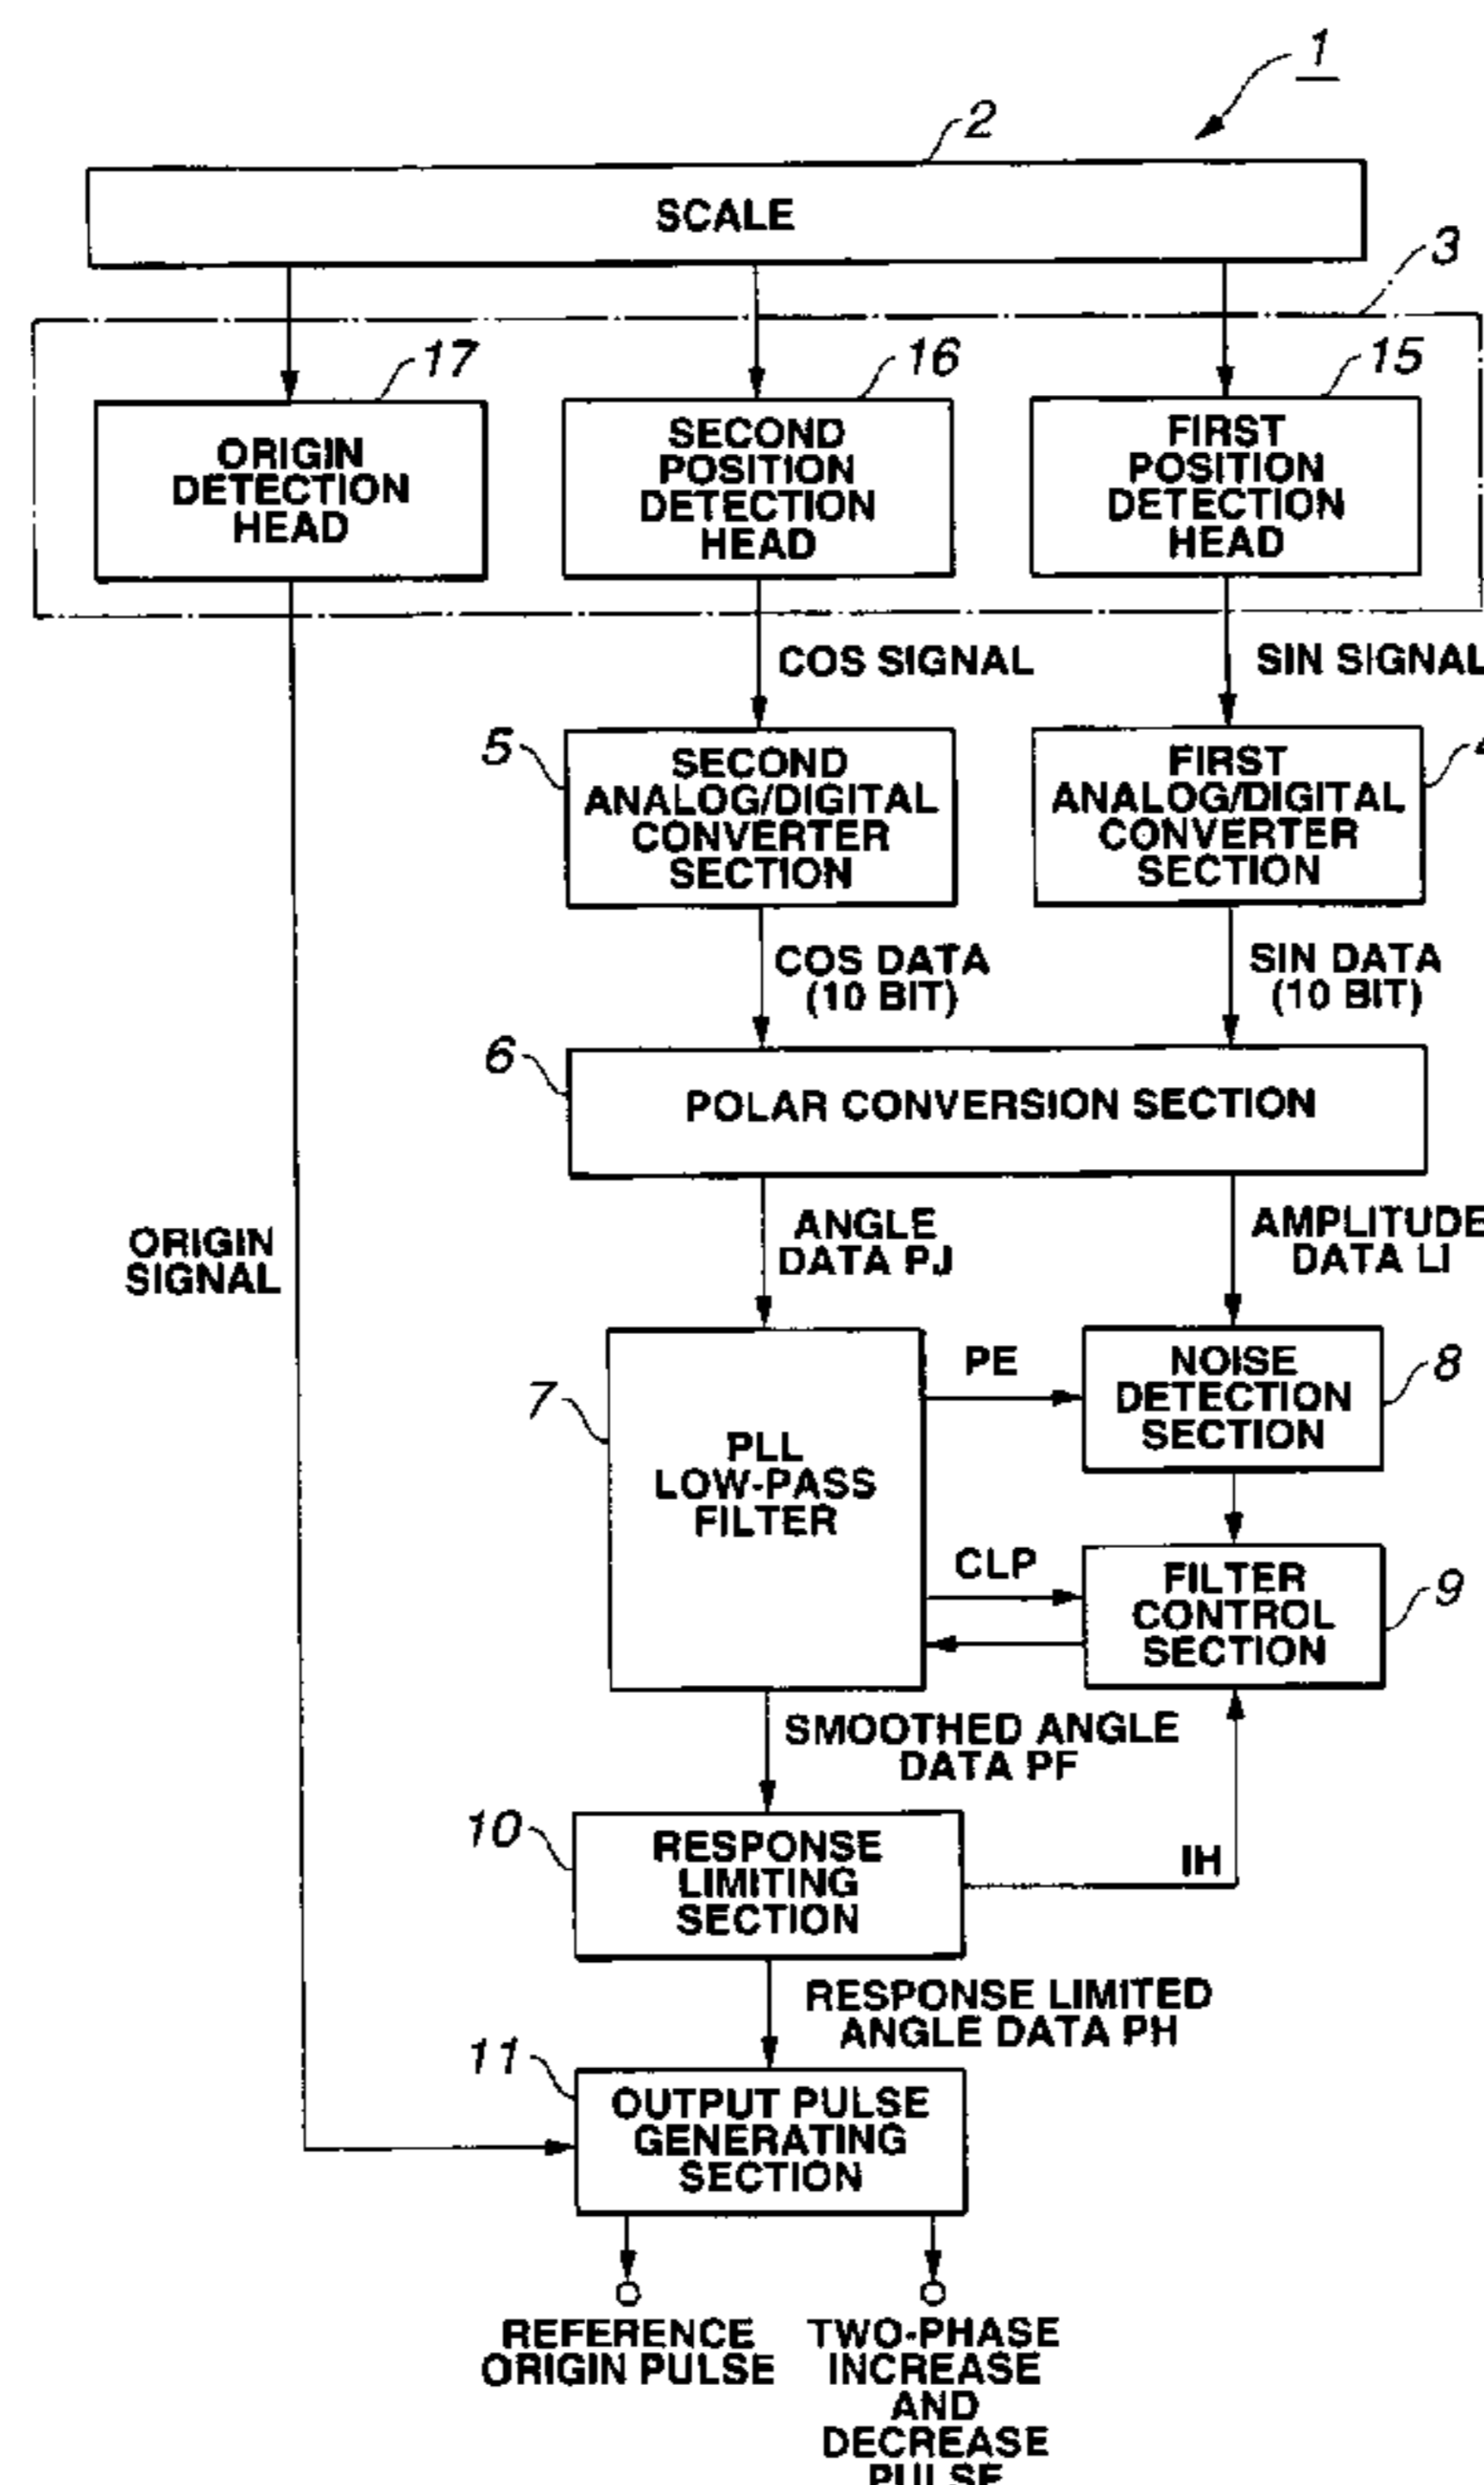 1
2
SCALE
3
17
16
15
ORIGIN
DETECTION
HEAD
SECOND
POSITION
DETECTION
HEAD
FIRST
POSITION
DETECTION
HEAD
COS SIGNAL
SIN SIGNAL
5
SECOND
ANALOG/DIGITAL
CONVERTER
SECTION
FIRST
ANALOG/DIGITAL
CONVERTER
SECTION
COS DATA
(10 BIT)
SIN DATA
(10 BIT)
6
POLAR CONVERSION SECTION
ORIGIN
SIGNAL
ANGLE
DATA PJ
AMPLITUDE
DATA LI
7
PLL
LOW-PASS
FILTER
PE
NOISE
DETECTION
SECTION
8
CLP
FILTER
CONTROL
SECTION
9
SMOOTHED ANGLE
DATA PF
10
RESPONSE
LIMITING
SECTION
IH
RESPONSE LIMITED
ANGLE DATA PH
11
OUTPUT PULSE
GENERATING
SECTION
REFERENCE
ORIGIN PULSE
TWO-PHASE
INCREASE
AND
DECREASE
PULSE